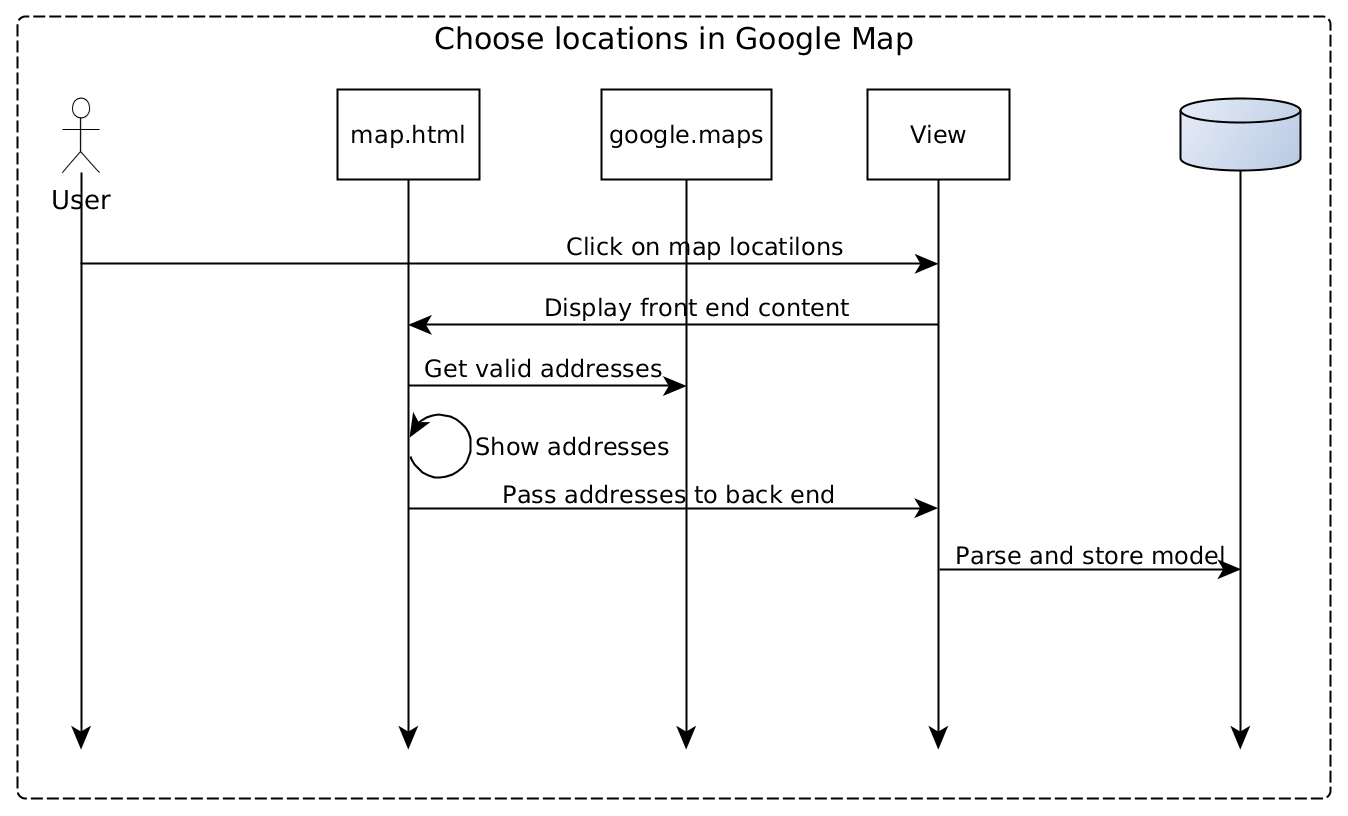 Choose locations in Google Map
map.html
google.maps
View
User
Click on map locatilons
Display front end content
Get valid addresses
Show addresses
Pass addresses to back end
Parse and store model